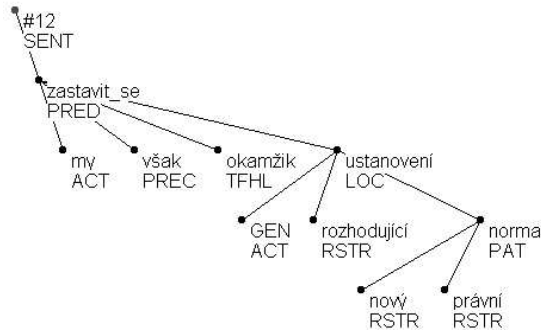 #12
SENT
zastavit_se
PRED
my
ACT
však
PREC
okamžik
TFHL
ustanovení
LOC
GEN
ACT
rozhodující
RSTR
norma
PAT
nový
RSTR
právní
RSTR